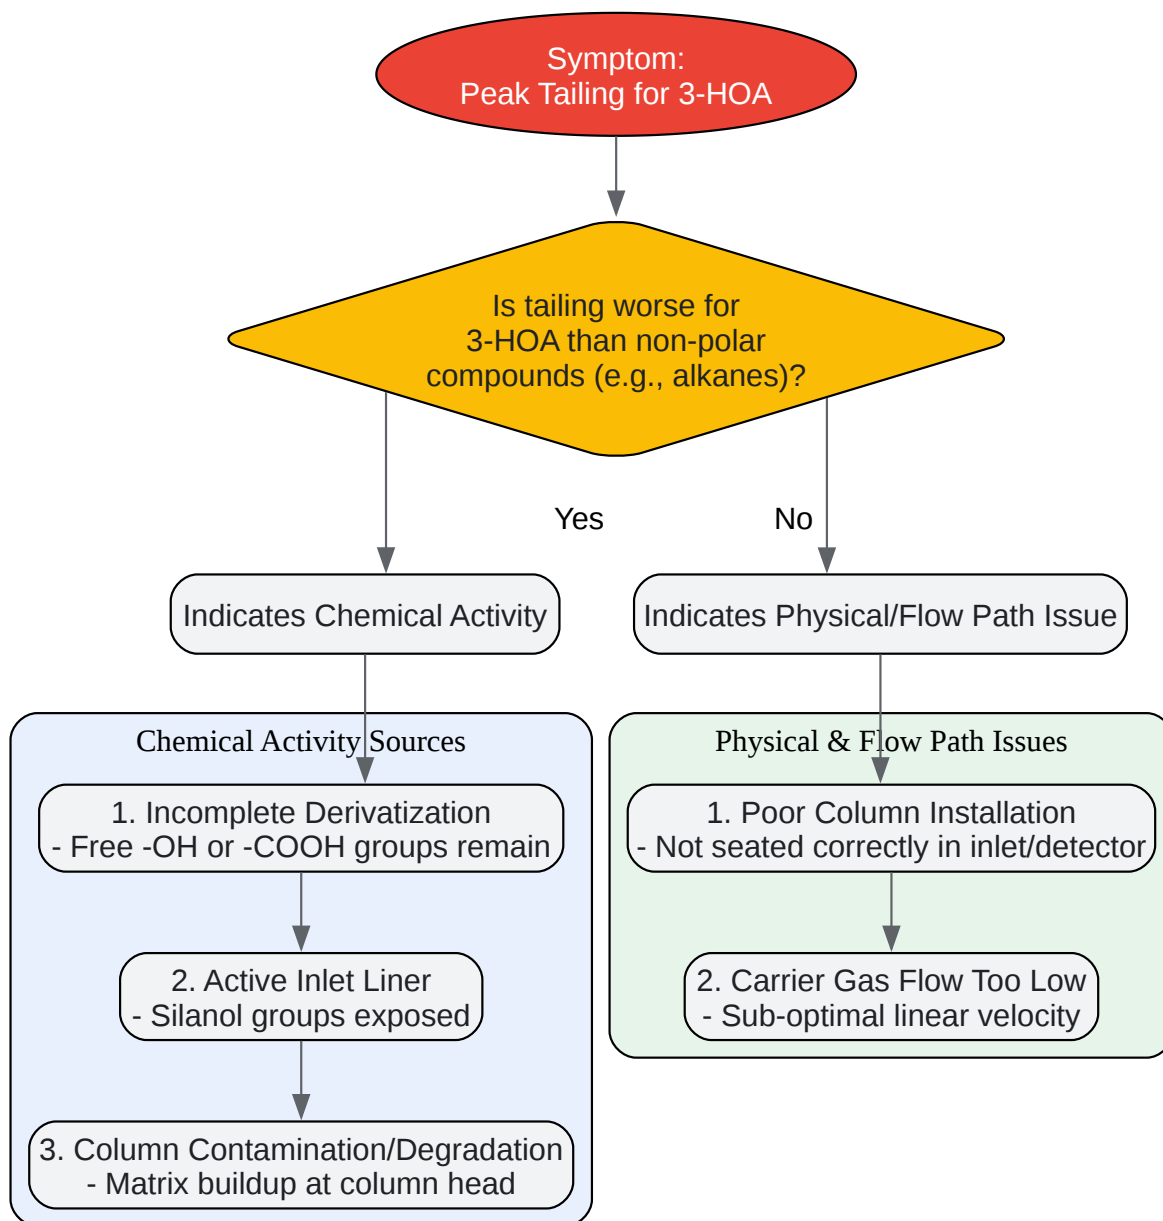 Symptom:
Peak Tailing for 3-HOA
Is tailing worse for
3-HOA than non-polar
compounds (e.g., alkanes)?
Yes
No
Indicates Chemical Activity
Indicates Physical/Flow Path Issue
Chemical Activity Sources
1. Incomplete Derivatization
- Free -OH or -COOH groups remain
2. Active Inlet Liner
- Silanol groups exposed
3. Column Contamination/Degradation
- Matrix buildup at column head
Physical & Flow Path Issues
1. Poor Column Installation
- Not seated correctly in inlet/detector
2. Carrier Gas Flow Too Low
- Sub-optimal linear velocity